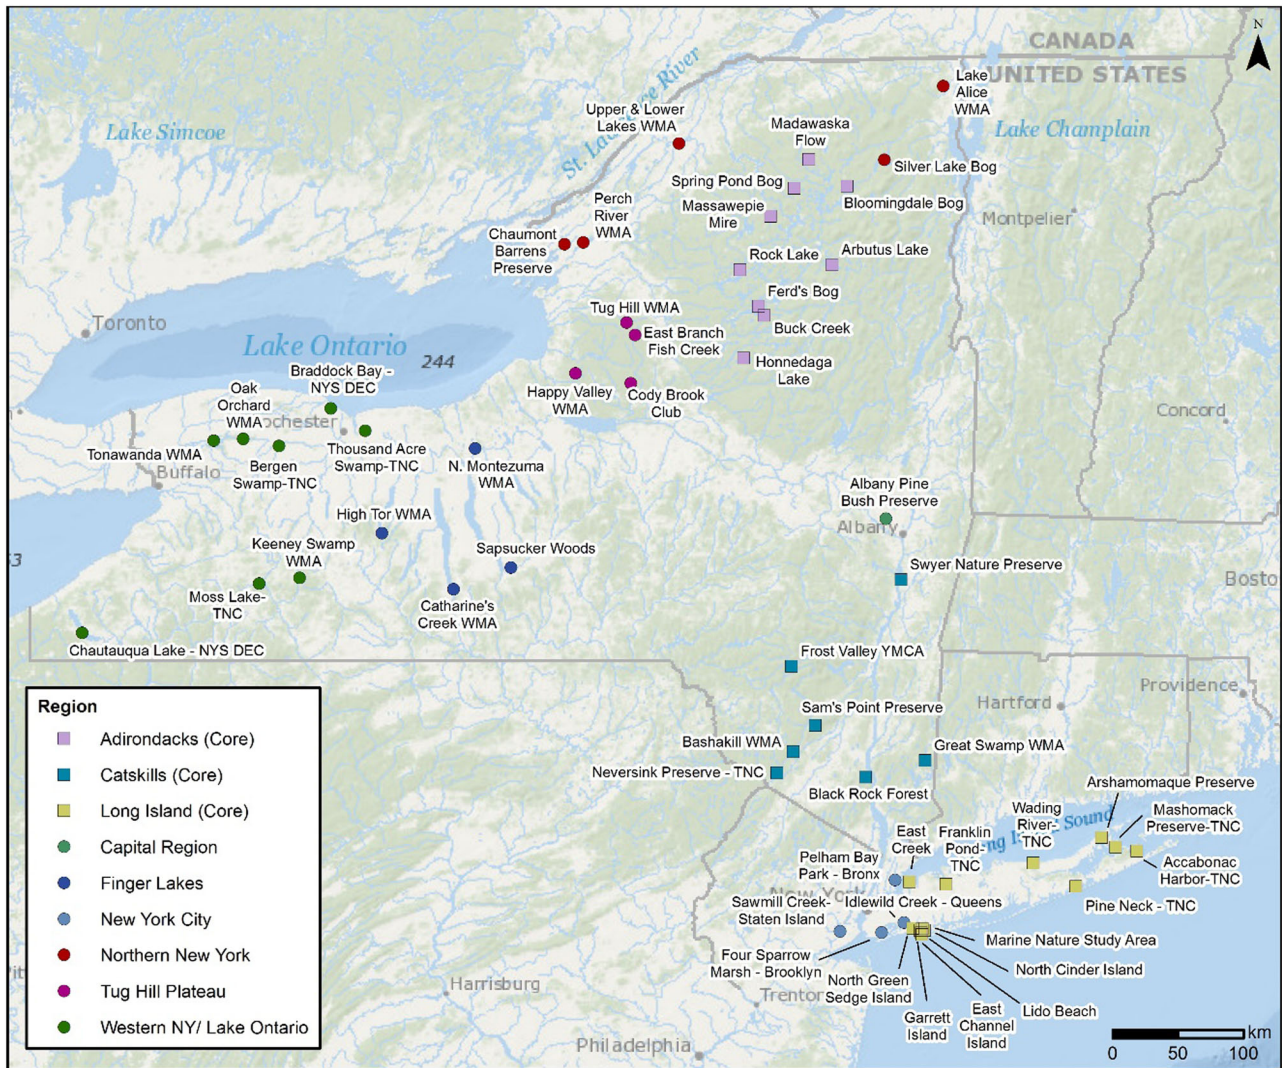 N
CANADA
UNITED STATES
Lake Simcoe
St. Lawrence River
Lake Champlain
Lake
Alice
WMA
Upper & Lower
Lakes WMA
Madawaska
Flow
Silver Lake Bog
Spring Pond Bog
Bloomingdale Bog
Massawepie
Mire
Montpelier
Perch
River
WMA
Chaumont
Barrens
Preserve
Rock Lake
Arbutus Lake
Ferd's Bog
Tug Hill WMA
Toronto
Buck Creek
East Branch
Fish Creek
Lake Ontario
244
Honnedaga
Lake
Braddock Bay -
NYS DEC
Happy Valley
WMA
Cody Brook
Club
Oak
Orchard
WMA
ochester
Concord
Tonawanda WMA
Thousand Acre
Swamp-TNC
Bergen
Swamp-TNC
N. Montezuma
WMA
Buffalo
Albany Pine
Bush Preserve
Albany
High Tor WMA
Keeney Swamp
WMA
Sapsucker Woods
53
Swyer Nature Preserve
Bosto
Moss Lake-
TNC
Catharine's
Creek WMA
Chautauqua Lake - NYS DEC
Frost Valley YMCA
Providence
Hartford
Sam's Point Preserve
Bashakill WMA
Great Swamp WMA
Neversink Preserve - TNC
Black Rock Forest
Arshamomaque Preserve
Wading
River-
TNC
Mashomack
Preserve-TNC
ng I Sound
East
Creek
Franklin
Pond-
TNC
Pelham Bay
Park - Bronx
Accabonac
Harbor-TNC
New York
Sawmill Creek-
Staten Island
Idlewild Creek - Queens
Pine Neck - TNC
Marine Nature Study Area
Four Sparrow
Marsh - Brooklyn
North Cinder Island
North Green
Sedge Island
Lido Beach
Garrett
Island
East
Channel
Island
Pit
Harrisburg
Trenton
Philadelphia
Region
Adirondacks (Core)
Catskills (Core)
Long Island (Core)
Capital Region
Finger Lakes
New York City
Northern New York
Tug Hill Plateau
Western NY/ Lake Ontario
km
0 50 100